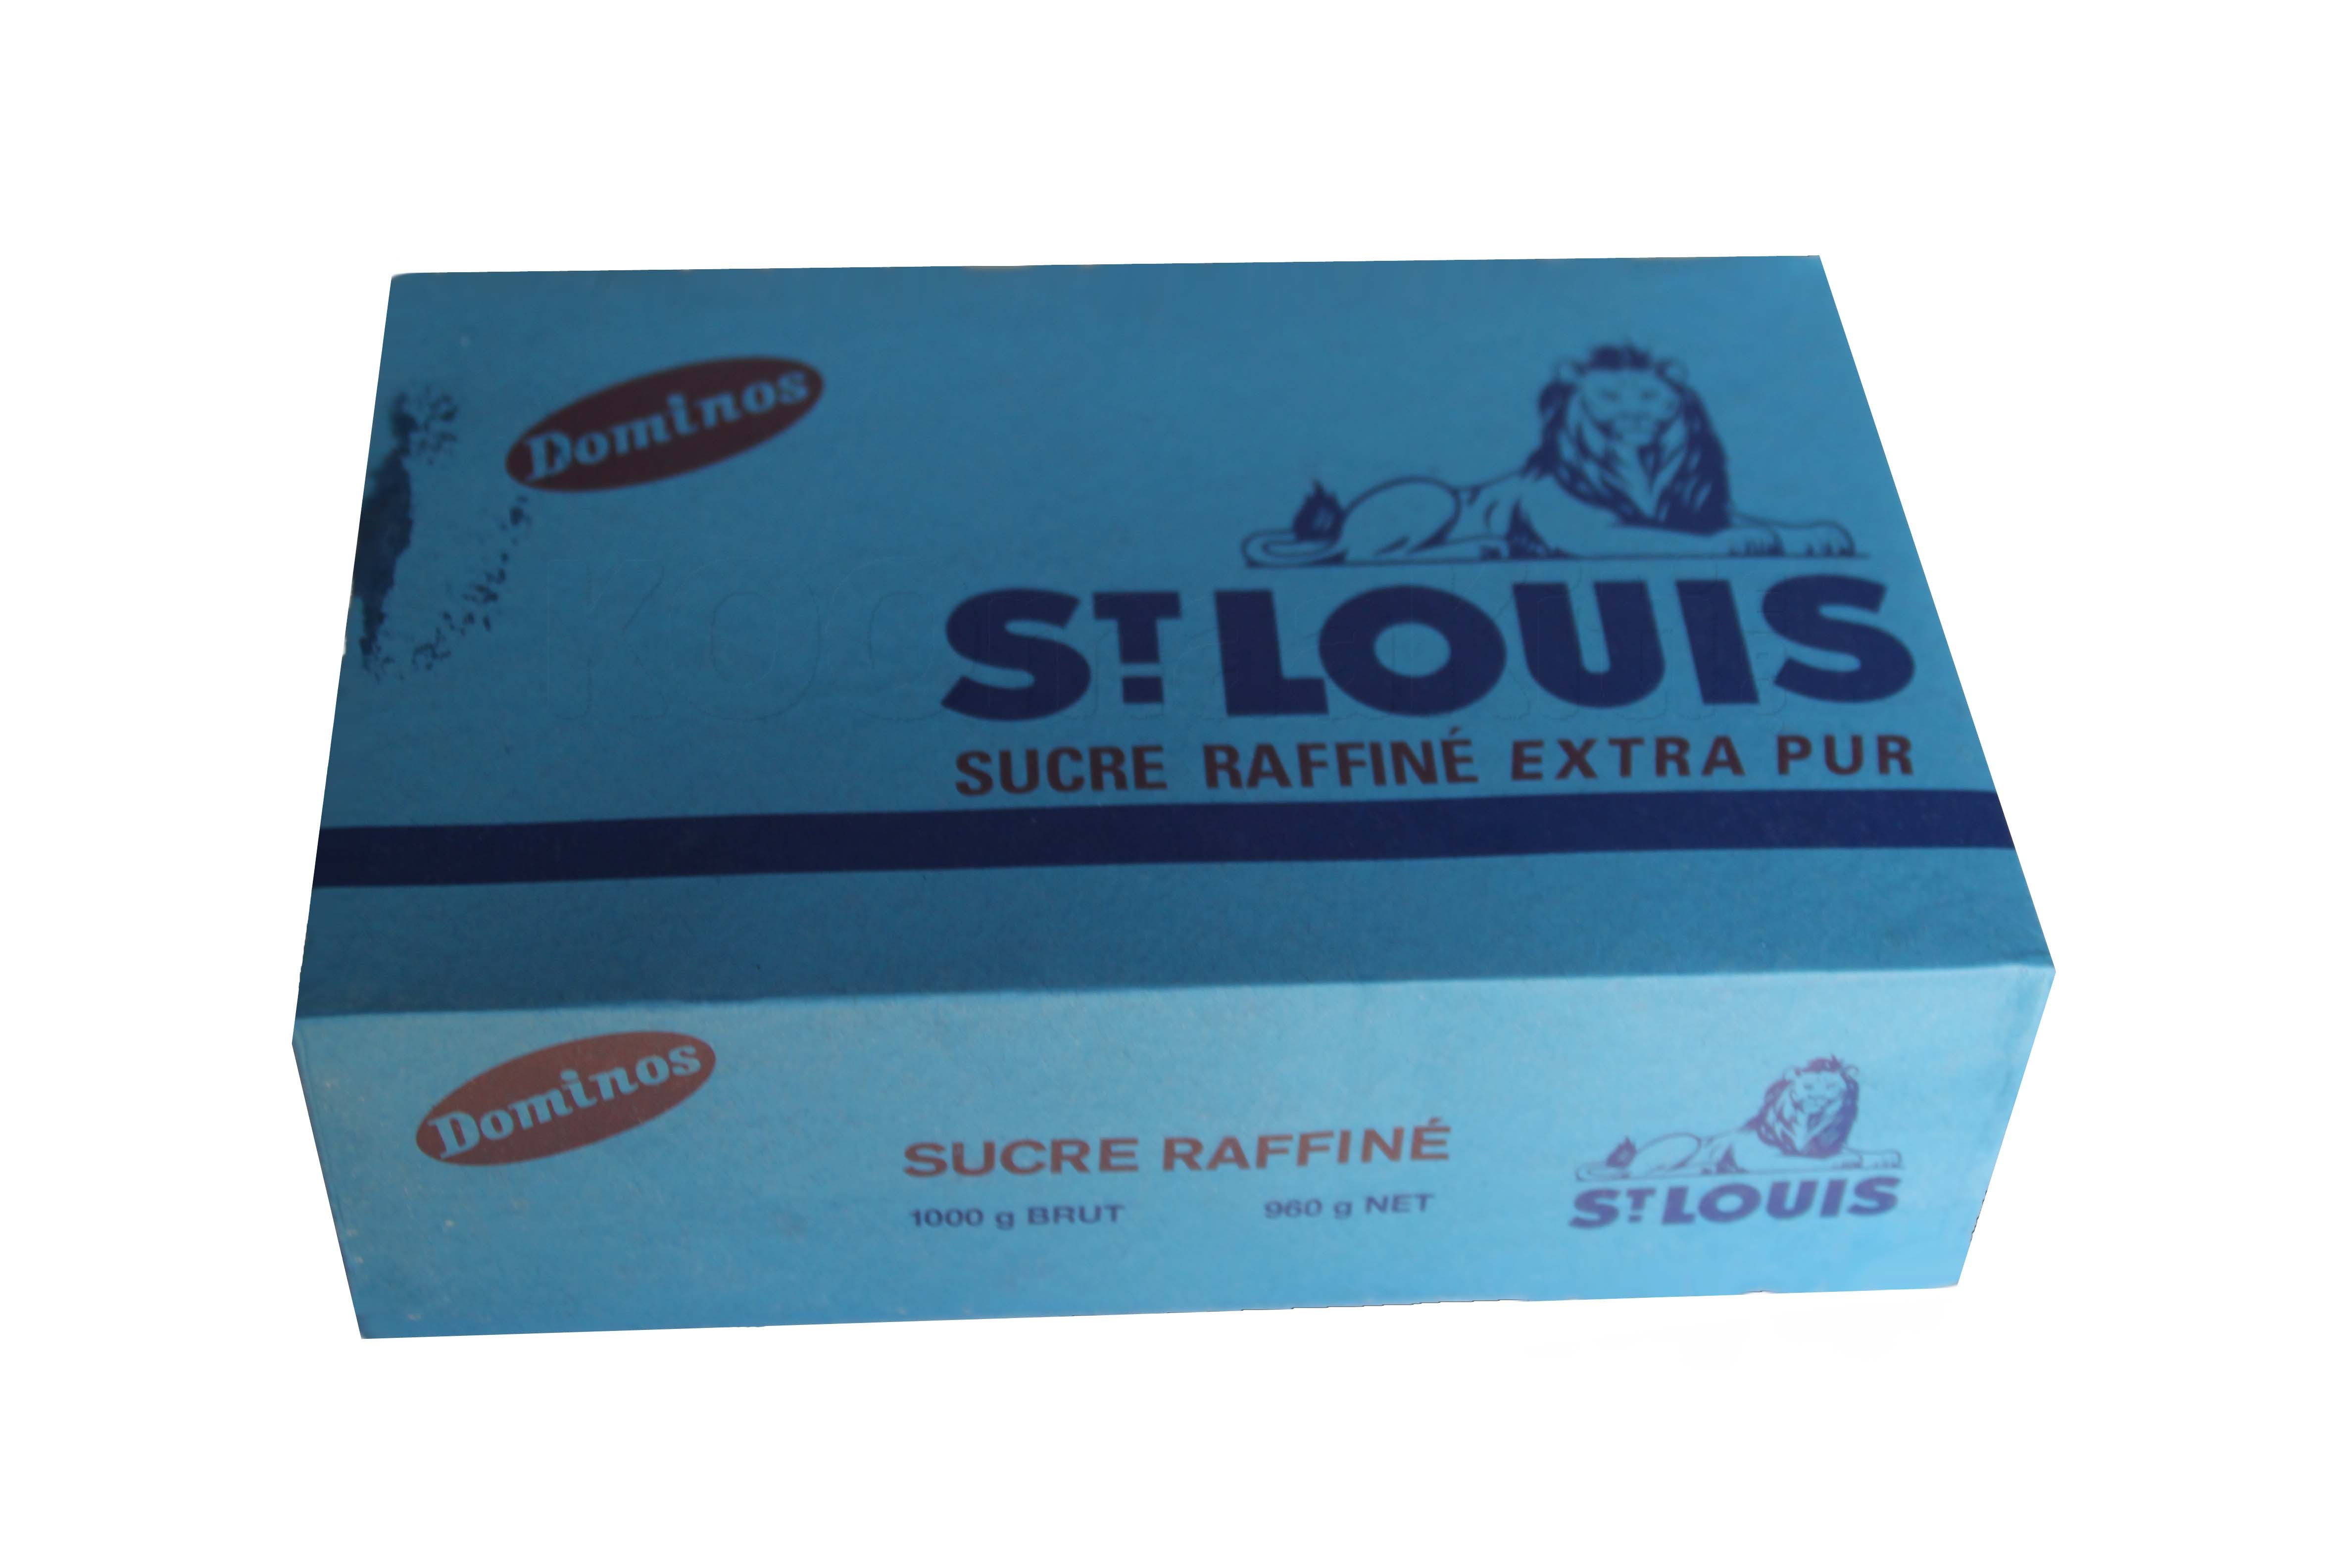 Dominos
ST LOUIS
SUCRE RAFFINÉ EXTRA PUR
Dominos
SUCRE RAFFINÉ
1000 g BRUT 960 g NET
ST LOUIS